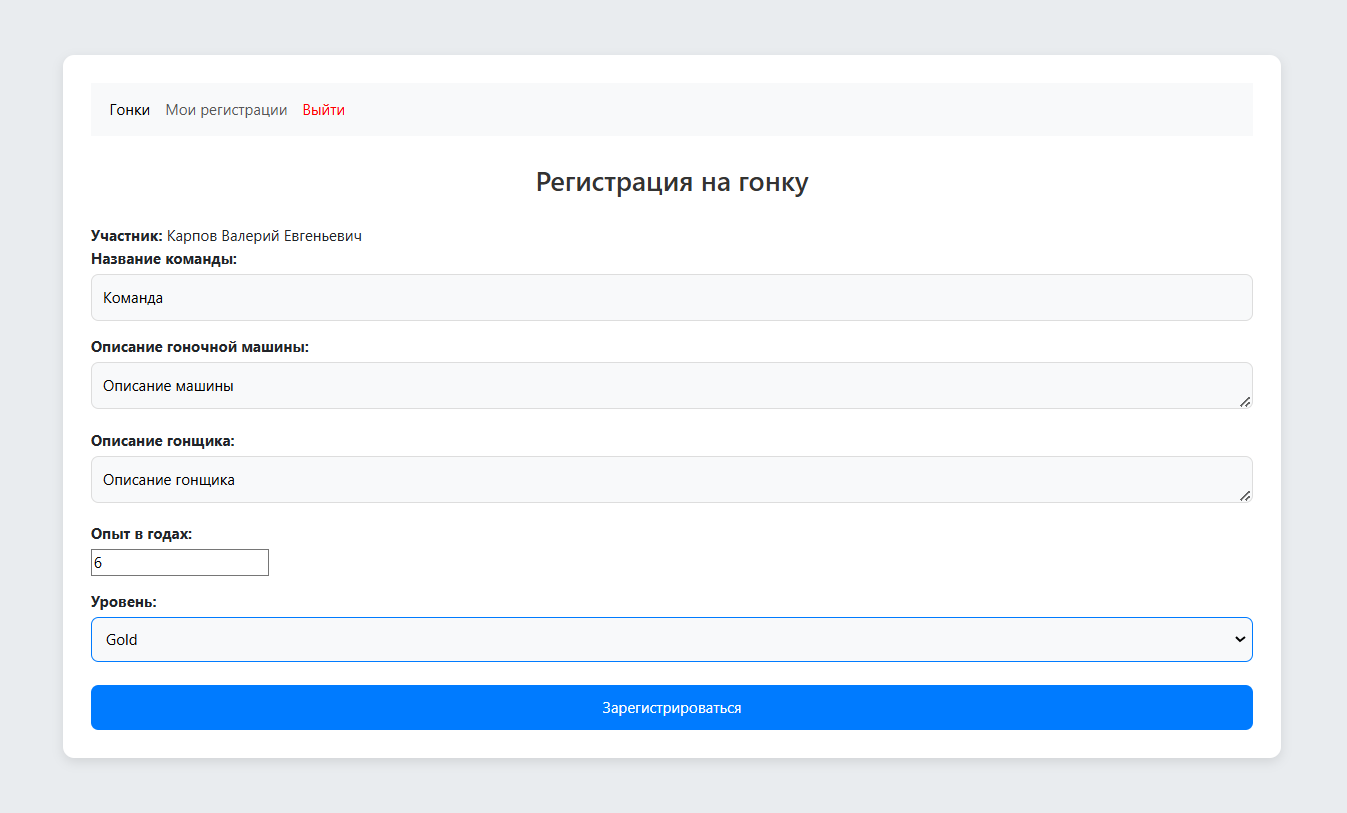 Гонки Мои регистрации Выйти
Регистрация на гонку
Участник: Карпов Валерий Евгеньевич
Название команды:
Команда
Описание гоночной машины:
Описание машины
Описание гонщика:
Описание гонщика
Опыт в годах:
6
Уровень:
Gold
Зарегистрироваться